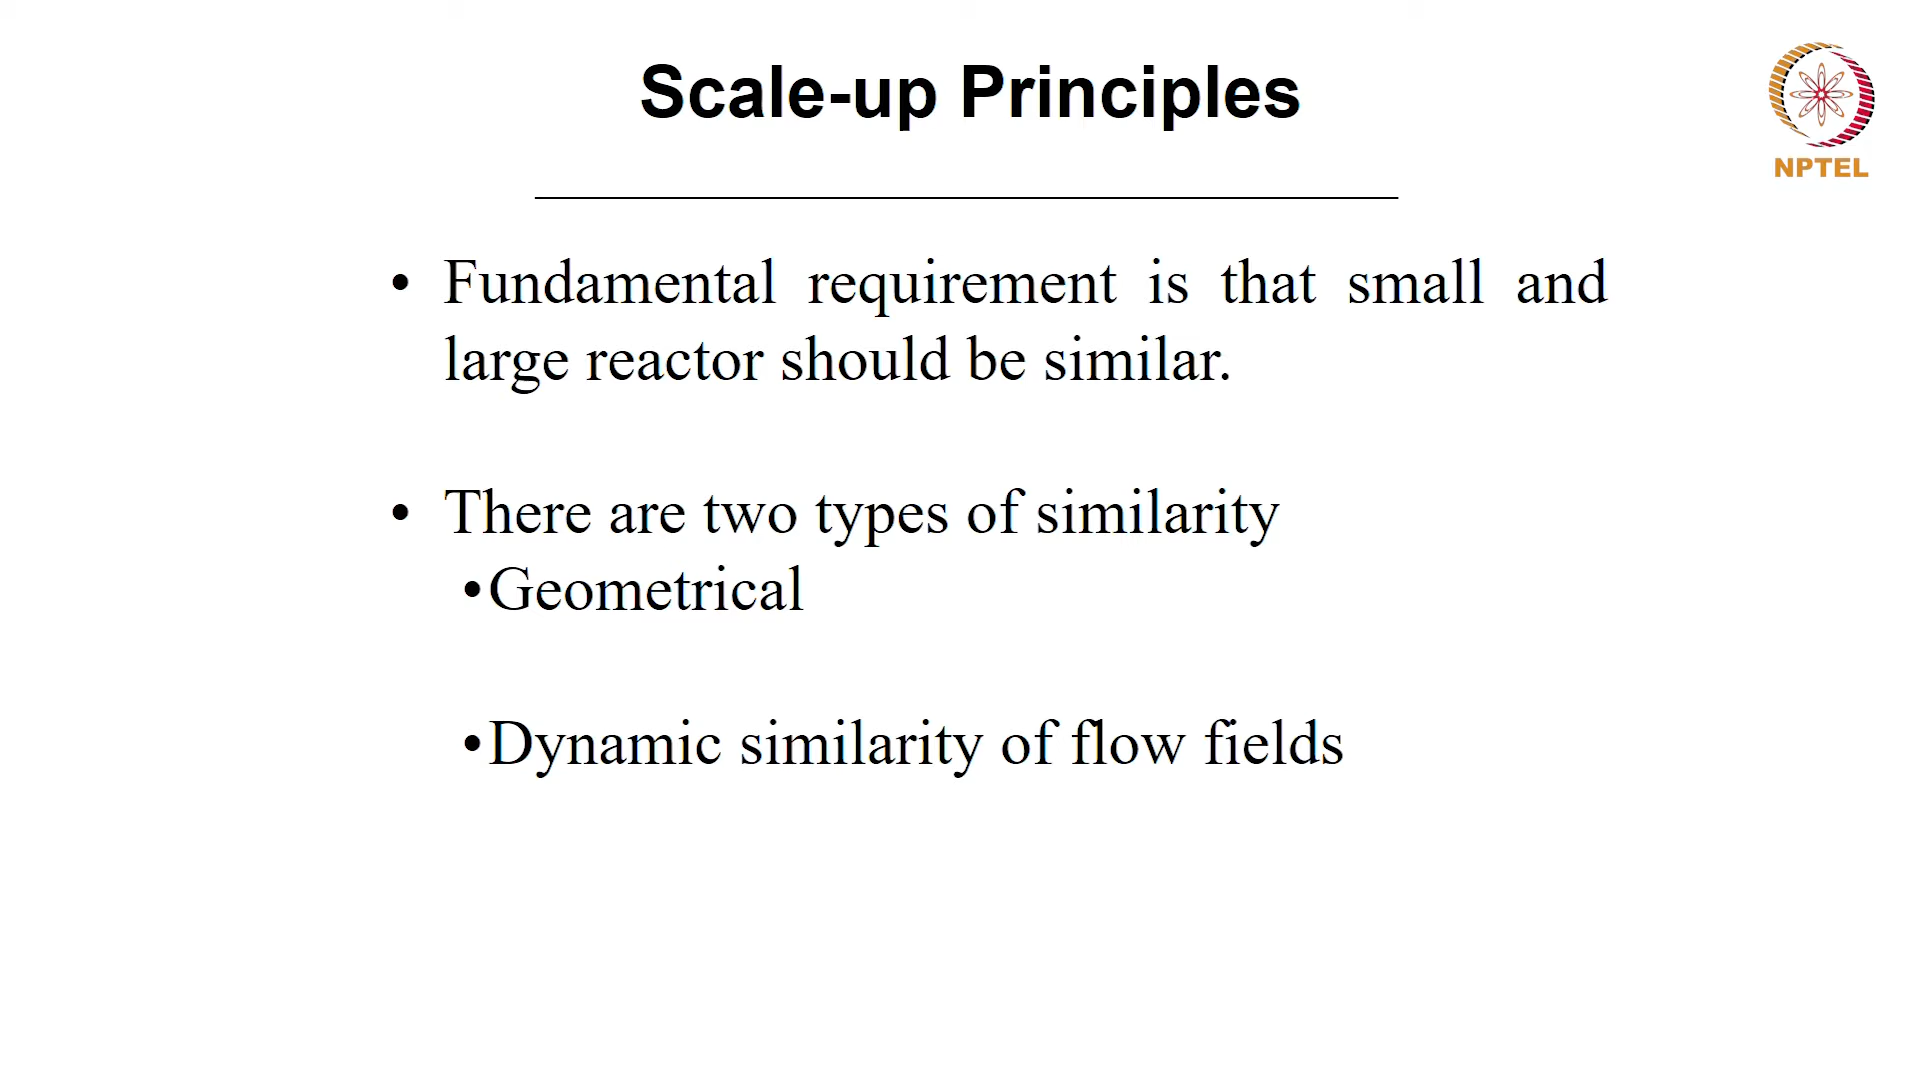 Scale-up Principles
NPTEL
• Fundamental requirement is that small and
large reactor should be similar.
• There are two types of similarity
•Geometrical
•Dynamic similarity of flow fields